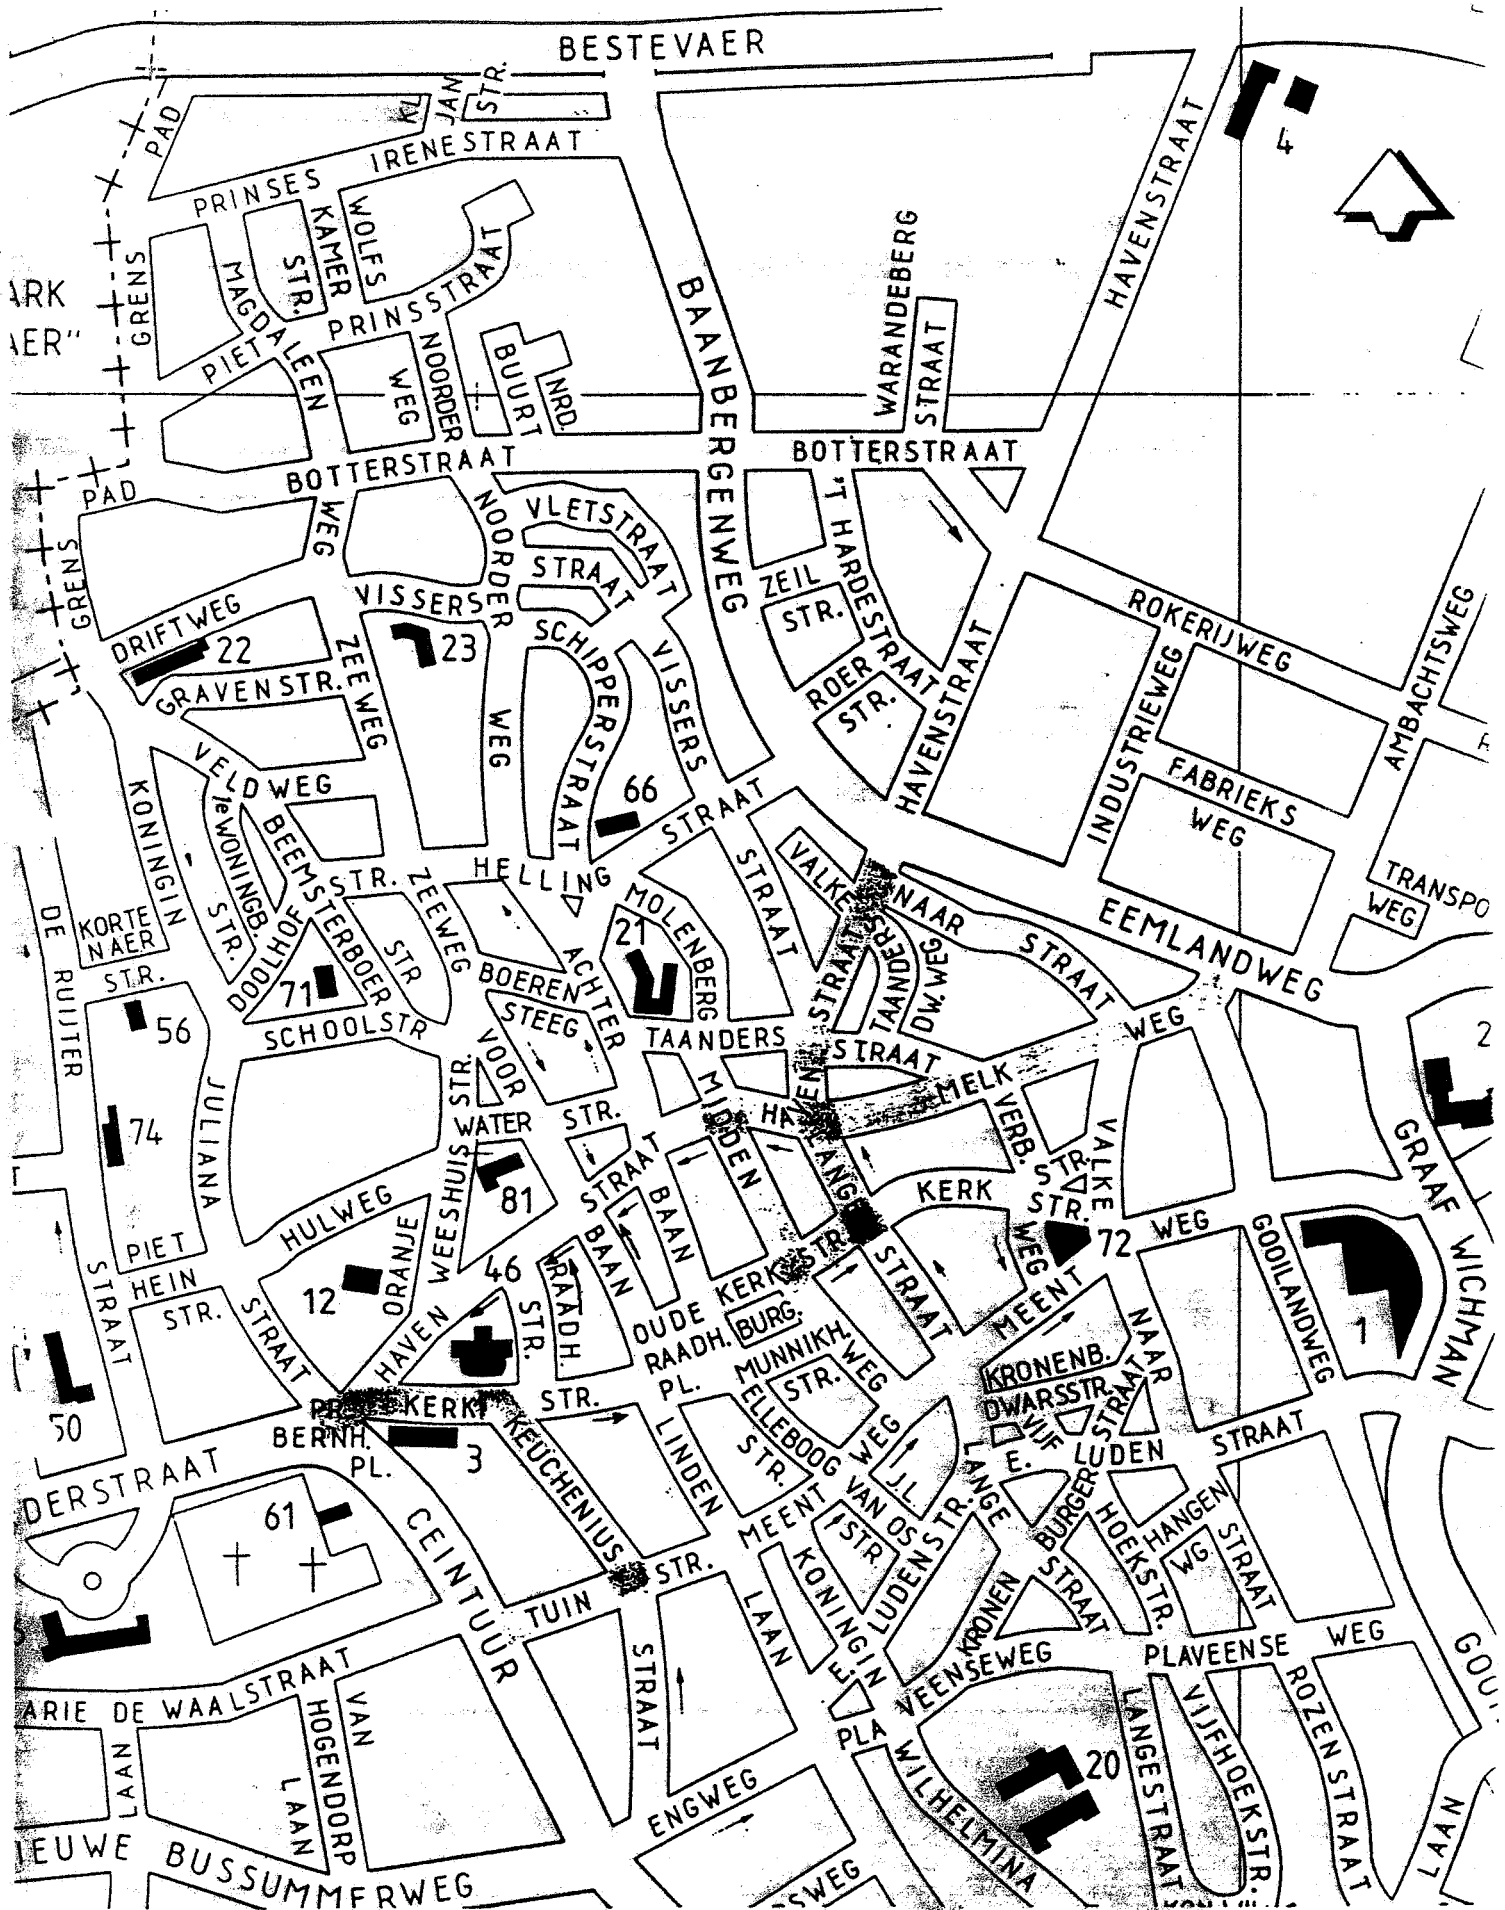 BESTEVAER
KL
JAN
STR.
PAD
PRINSES
IRENESTRAAT
HAVENSTRAAT
4
GRENS
MAGDALEEN
KAMER
STR.
WOLFS
PRINSSTRAAT
PIET
NOORDER
WEG
BUURT
NRD.
BAANBERGENWEG
WARANDEBERG
STRAAT
ARK
AER"
BOTTERSTRAAT
BOTTERSTRAAT
PAD
GRENS
WEG
NOORDER
VLETSTRAAT
STRAAT
'T HARDESTRAAT
ZEIL
STR.
ROER
STR.
HAVENSTRAAT
ROKERIJWEG
INDUSTRIEWEG
AMBACHTSWEG
FABRIEKS
WEG
DRIFTWEG
22
GRAVENSTR.
VISSERS
23
ZEEWEG
WEG
SCHIPPERSTRAAT
VISSERS
66
STRAAT
VELDWEG
KONINGIN
1e WONINGB.
STR.
BEEMSTERBOER
STR.
STR
ZEEWEG
HELLING
STRAAT
VALKE
NAAR
STRAAT
EEMLANDWEG
TRANSPO
WEG
DE
RUIJTER
STRAAT
KORTE
NAER
STR.
DOOLHOF
71
56
SCHOOLSTR
BOEREN
STEEG
ACHTER
21
MOLENBERG
TAANDERS
STRAAT
STRAAT
TAANDERS
DW.WEG
MELK
WEG
2
74
JULIANA
STR.
VOOR
WATER
STR.
MIDDEN
HAVEN
HAVEN
VERB.
STR.
VALKE
GRAAF
WICHMAN
HULWEG
WEESHUIS
81
STRAAT
BAAN
BAAN
LANGE
STRAAT
KERK
STR.
WEG
72
WEG
GOOILANDWEG
1
PIET
HEIN
STR.
STRAAT
12
ORANJE
HAVEN
46
STR.
RAADH.
OUDE
KERK
STR.
RAADH.
PL.
BURG.
MUNNIKH.
STR.
WEG
MEENT
KRONENB.
DWARSSTR.
NAAR
VIJF
STRAAT
50
PR.
BERNH.
PL.
KERK
STR.
3
KEUCHENIUS
LINDEN
ELLEBOOG
STR.
WEG
VAN OS
J.L.
STR
LANGE
E.
LUDEN
STRAAT
DERSTRAAT
61
CEINTUUR
MEENT
KONINGIN
E.
LUDENSTR.
BURGER
STRAAT
HOEKSTR.
HANGEN
WG
STRAAT
TUIN
STR.
LAAN
STRAAT
KRONEN
VEENSEWEG
PLAVEENSE
WEG
ARIE DE WAALSTRAAT
VAN
HOGENDORP
LAAN
LAAN
PLA
WILHELMINA
20
LANGESTRAAT
VIJFHOEKSTR.
ROZENSTRAAT
LAAN
ENGWEG
IEUWE
BUSSUMMERWEG
SWEG